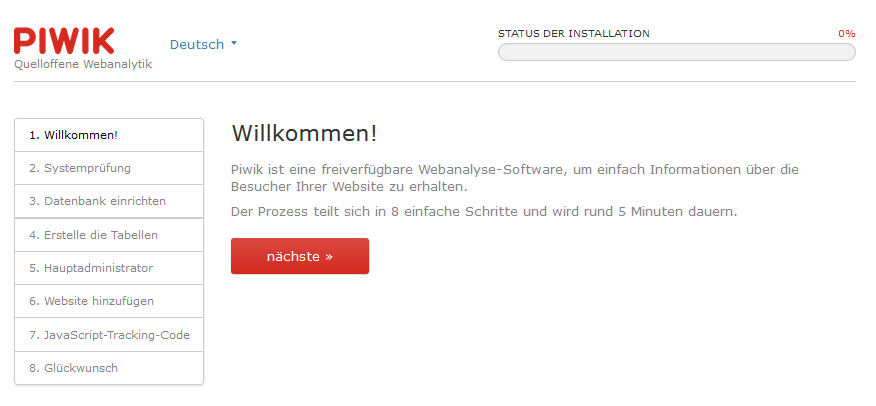 PIWIK
Quelloffene Webanalytik
Deutsch
STATUS DER INSTALLATION
0%
1. Willkommen!
2. Systemprüfung
3. Datenbank einrichten
4. Erstelle die Tabellen
5. Hauptadministrator
6. Website hinzufügen
7. JavaScript-Tracking-Code
8. Glückwunsch
Willkommen!
Piwik ist eine freiverfügbare Webanalyse-Software, um einfach Informationen über die
Besucher Ihrer Website zu erhalten.
Der Prozess teilt sich in 8 einfache Schritte und wird rund 5 Minuten dauern.
nächste »